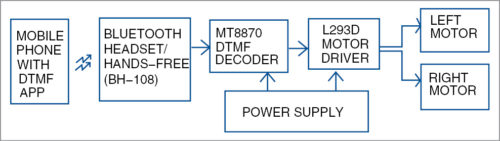 MOBILE
PHONE
WITH
DTMF
APP
BLUETOOTH
HEADSET/
HANDS-FREE
(BH-108)
MT8870
DTMF
DECODER
L293D
MOTOR
DRIVER
LEFT
MOTOR
RIGHT
MOTOR
POWER SUPPLY